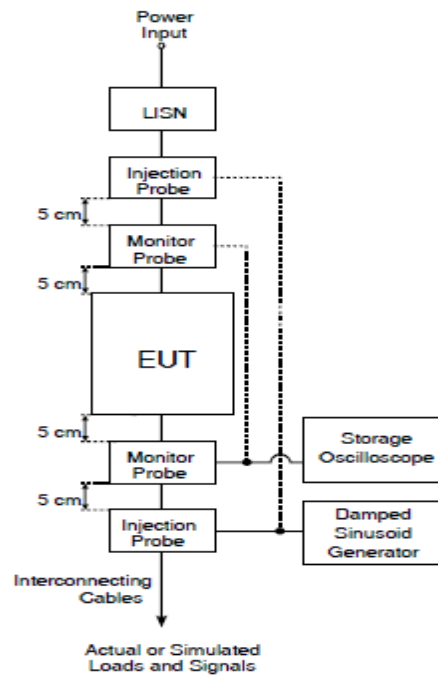 Power
Input
LISN
Injection
Probe
5 cm
Monitor
Probe
5 cm
EUT
5 cm
Monitor
Probe
Storage
Oscilloscope
5 cm
Injection
Probe
Damped
Sinusoid
Generator
Interconnecting
Cables
Actual or Simulated
Loads and Signals